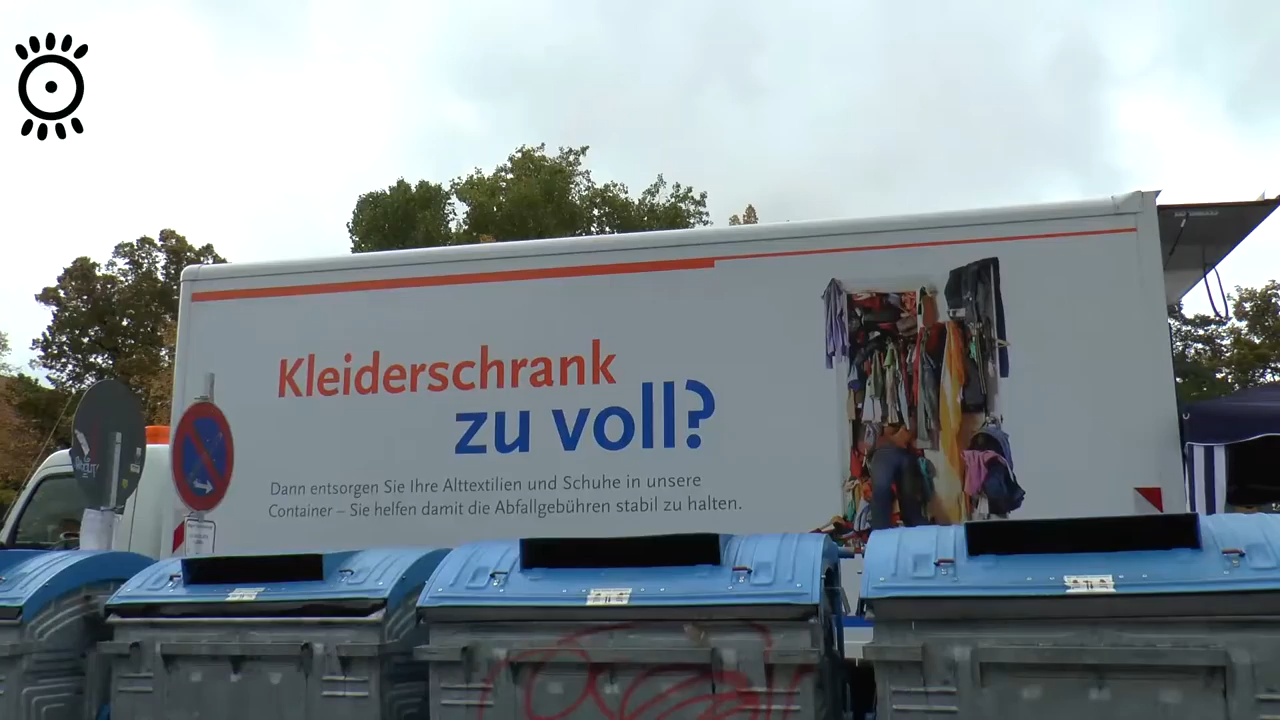 Kleiderschrank
zu voll?
Dann entsorgen Sie Ihre Alttextilien und Schuhe in unsere
Container – Sie helfen damit die Abfallgebühren stabil zu halten.